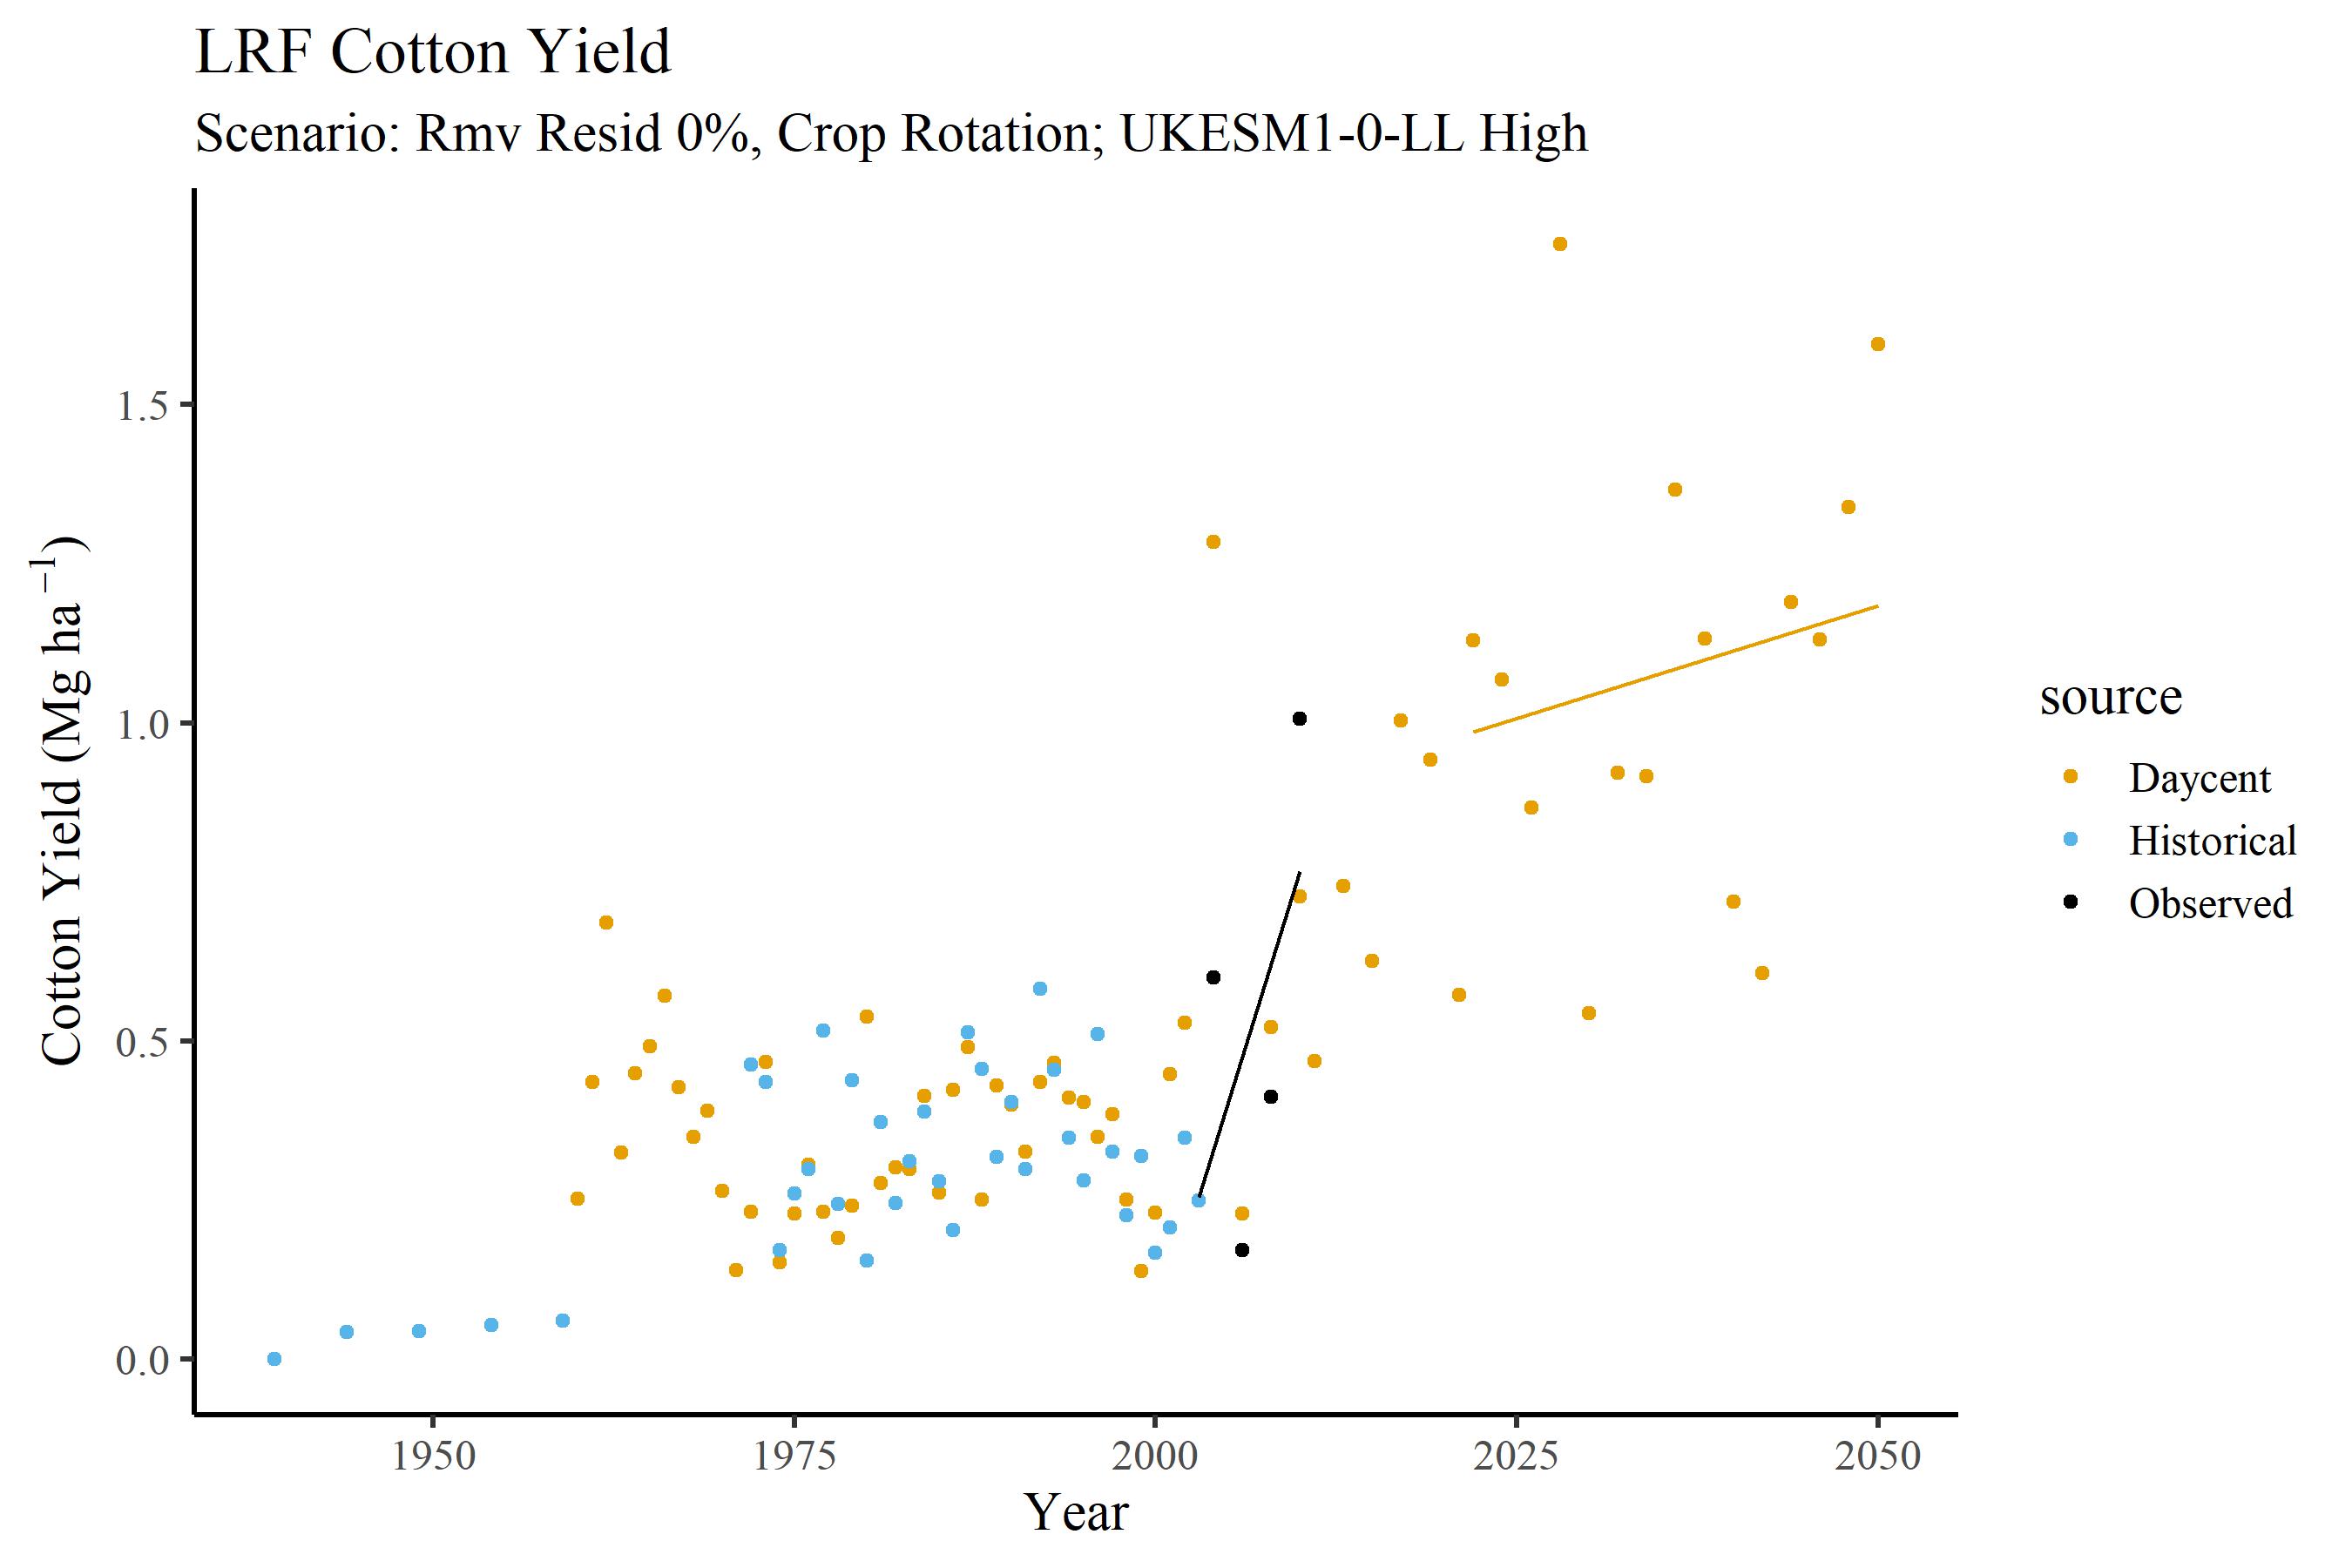 LRF Cotton Yield
Scenario: Rmv Resid 0%, Crop Rotation; UKESM1-0-LL High
Cotton Yield (Mg ha⁻¹)
1.5
1.0
0.5
0.0
1950 1975 2000 2025 2050
Year
source
Daycent
Historical
Observed